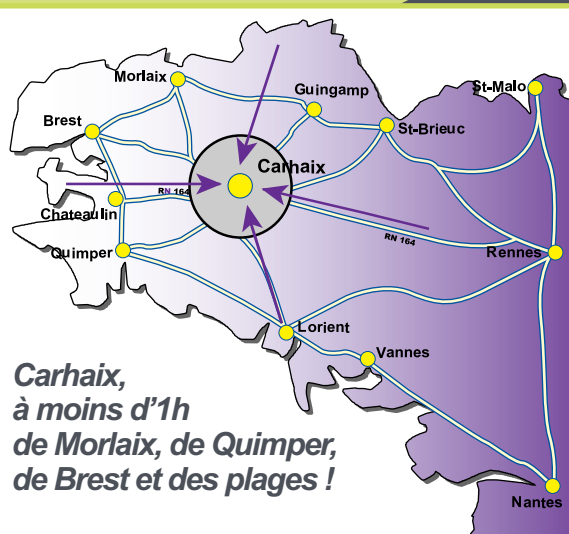 Morlaix
Guingamp
St-Malo
Brest
St-Brieuc
Carhaix
RN 164
Chateaulin
RN 164
Quimper
Rennes
Lorient
Vannes
Carhaix,
à moins d'1h
de Morlaix, de Quimper,
de Brest et des plages !
Nantes